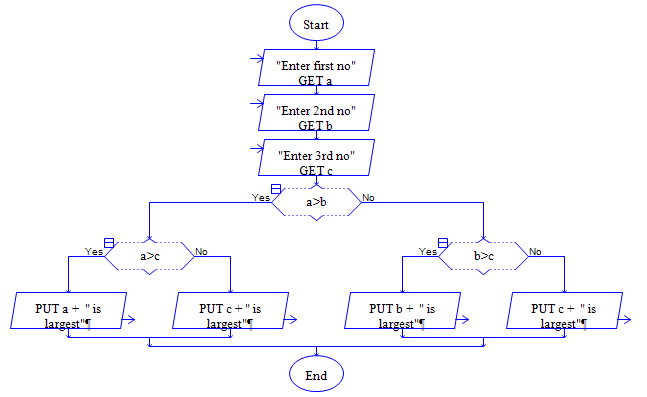 Start
"Enter first no"
GET a
"Enter 2nd no"
GET b
"Enter 3rd no"
GET c
Yes
a>b
No
Yes
a>c
No
Yes
b>c
No
PUT a + " is
largest"¶
PUT c + " is
largest"¶
PUT b + " is
largest"¶
PUT c + " is
largest"¶
End